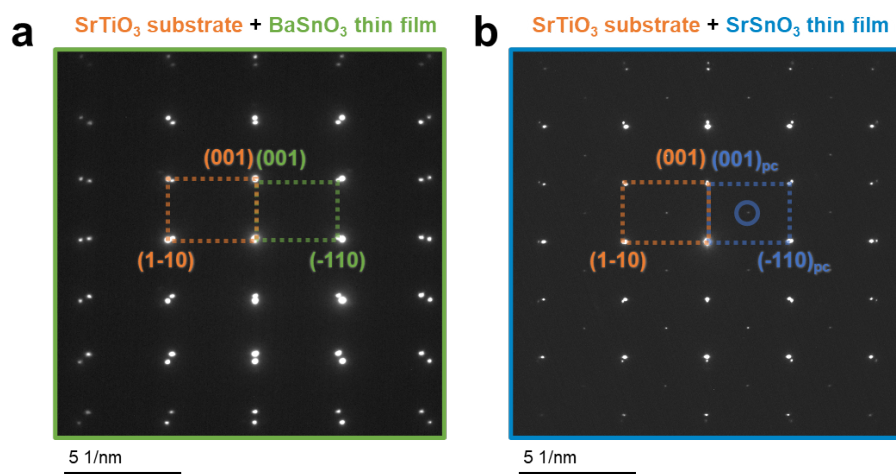 a
SrTiO₃ substrate + BaSnO₃ thin film
(001) (001)
(1-10)
(-110)
5 1/nm
b
SrTiO₃ substrate + SrSnO₃ thin film
(001)
(001)pc
(1-10)
(-110)pc
5 1/nm